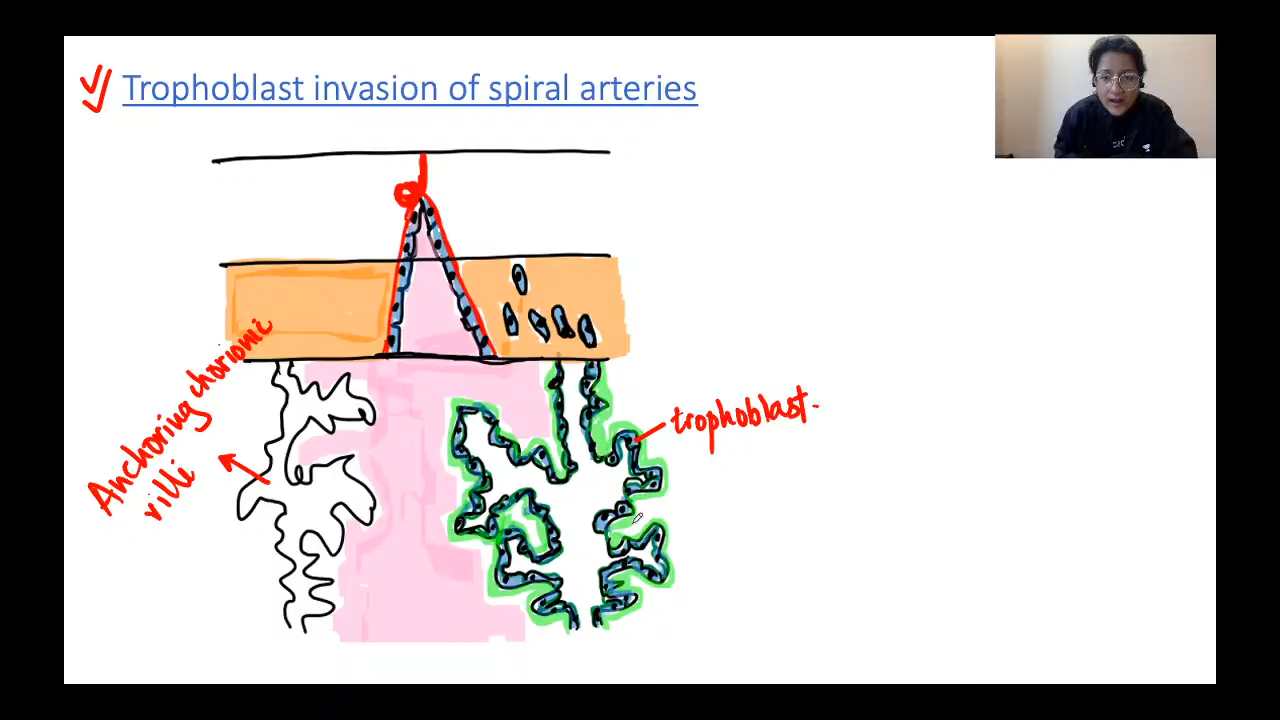 Trophoblast invasion of spiral arteries
Anchoring chorionic
villi
trophoblast.